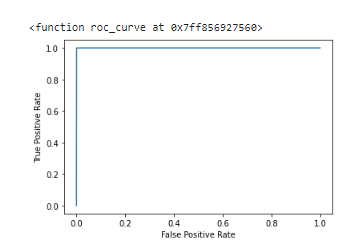 <function roc_curve at 0x7ff856927560>
1.0
0.8
0.6
0.4
0.2
0.0
True Positive Rate
0.0 0.2 0.4 0.6 0.8 1.0
False Positive Rate